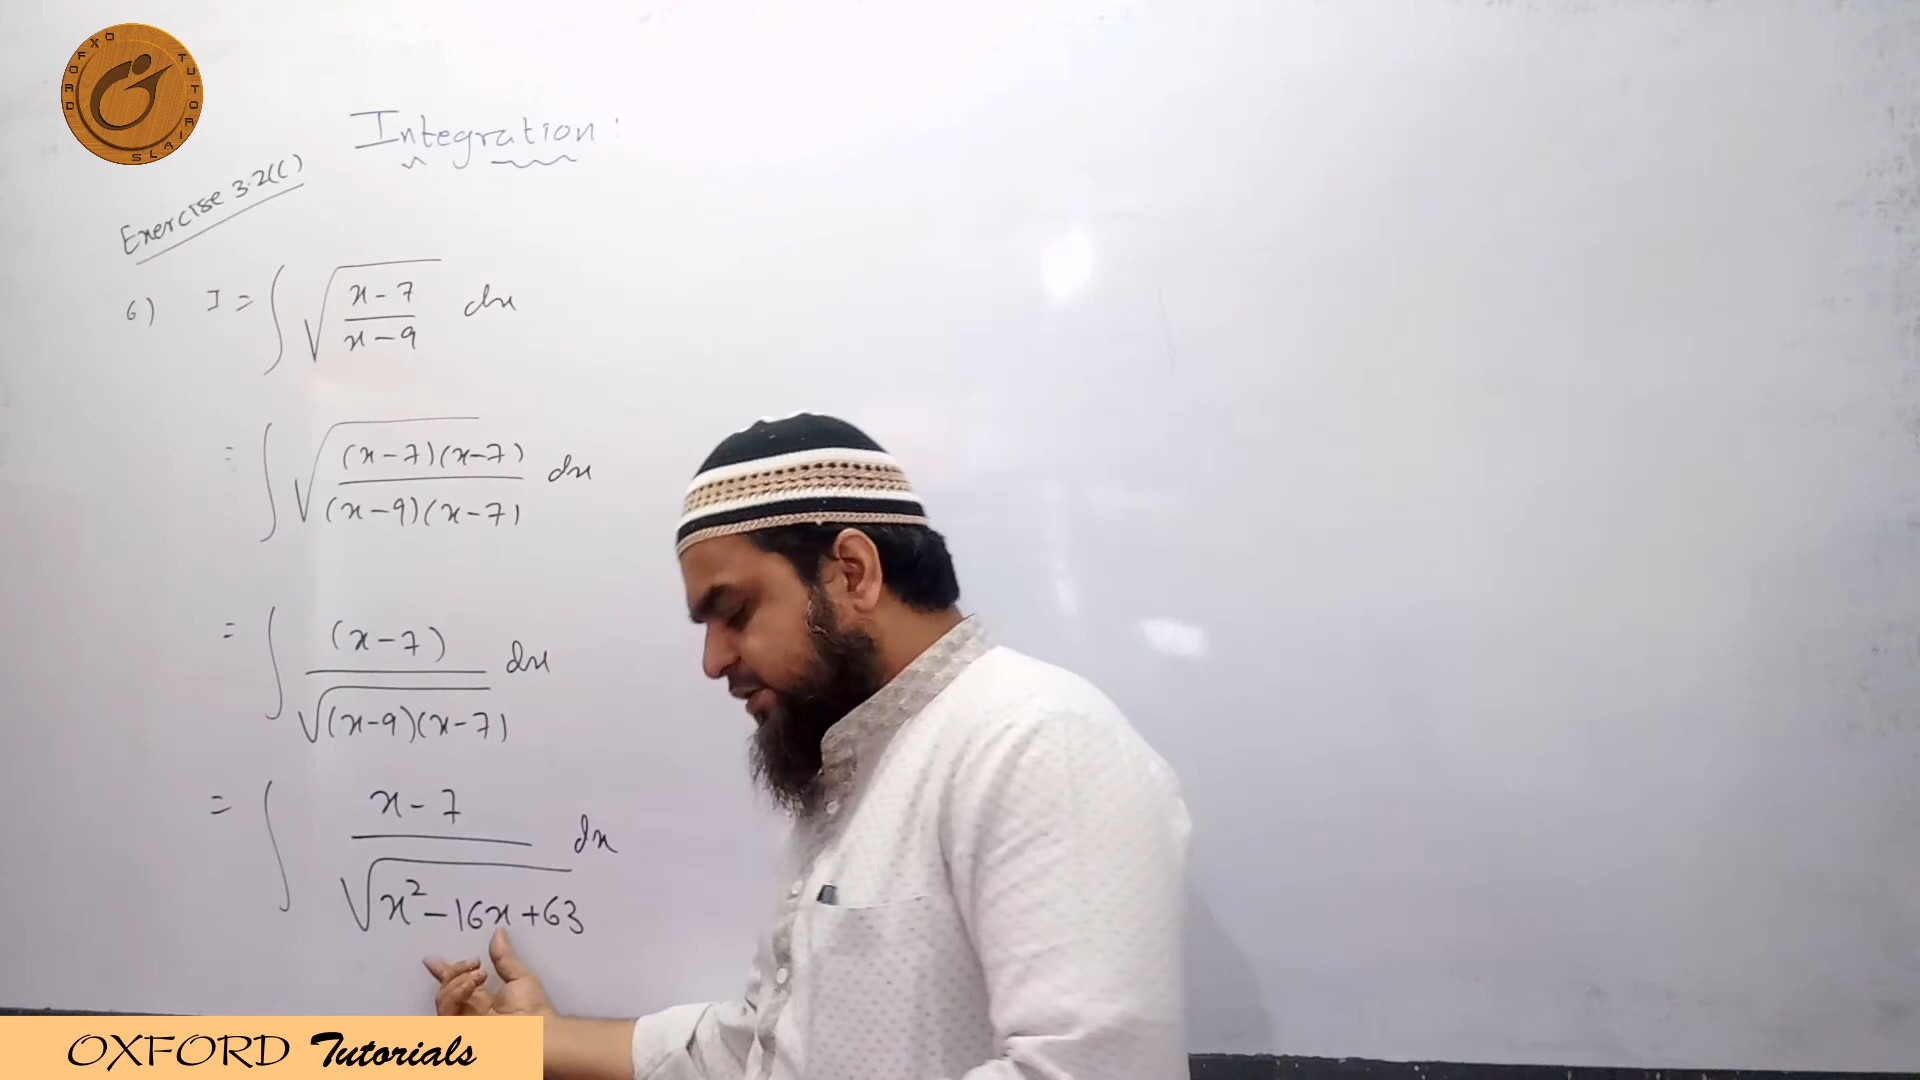 OXFORD TUTORIALS
Integration :
Exercise 3.2(C)
6) I = ∫ √((x-7)/(x-9)) dx
= ∫ √((x-7)(x-7)/(x-9)(x-7)) dx
= ∫ (x-7)/√((x-9)(x-7)) dx
= ∫ x-7/√(x²-16x+63) dx
OXFORD Tutorials